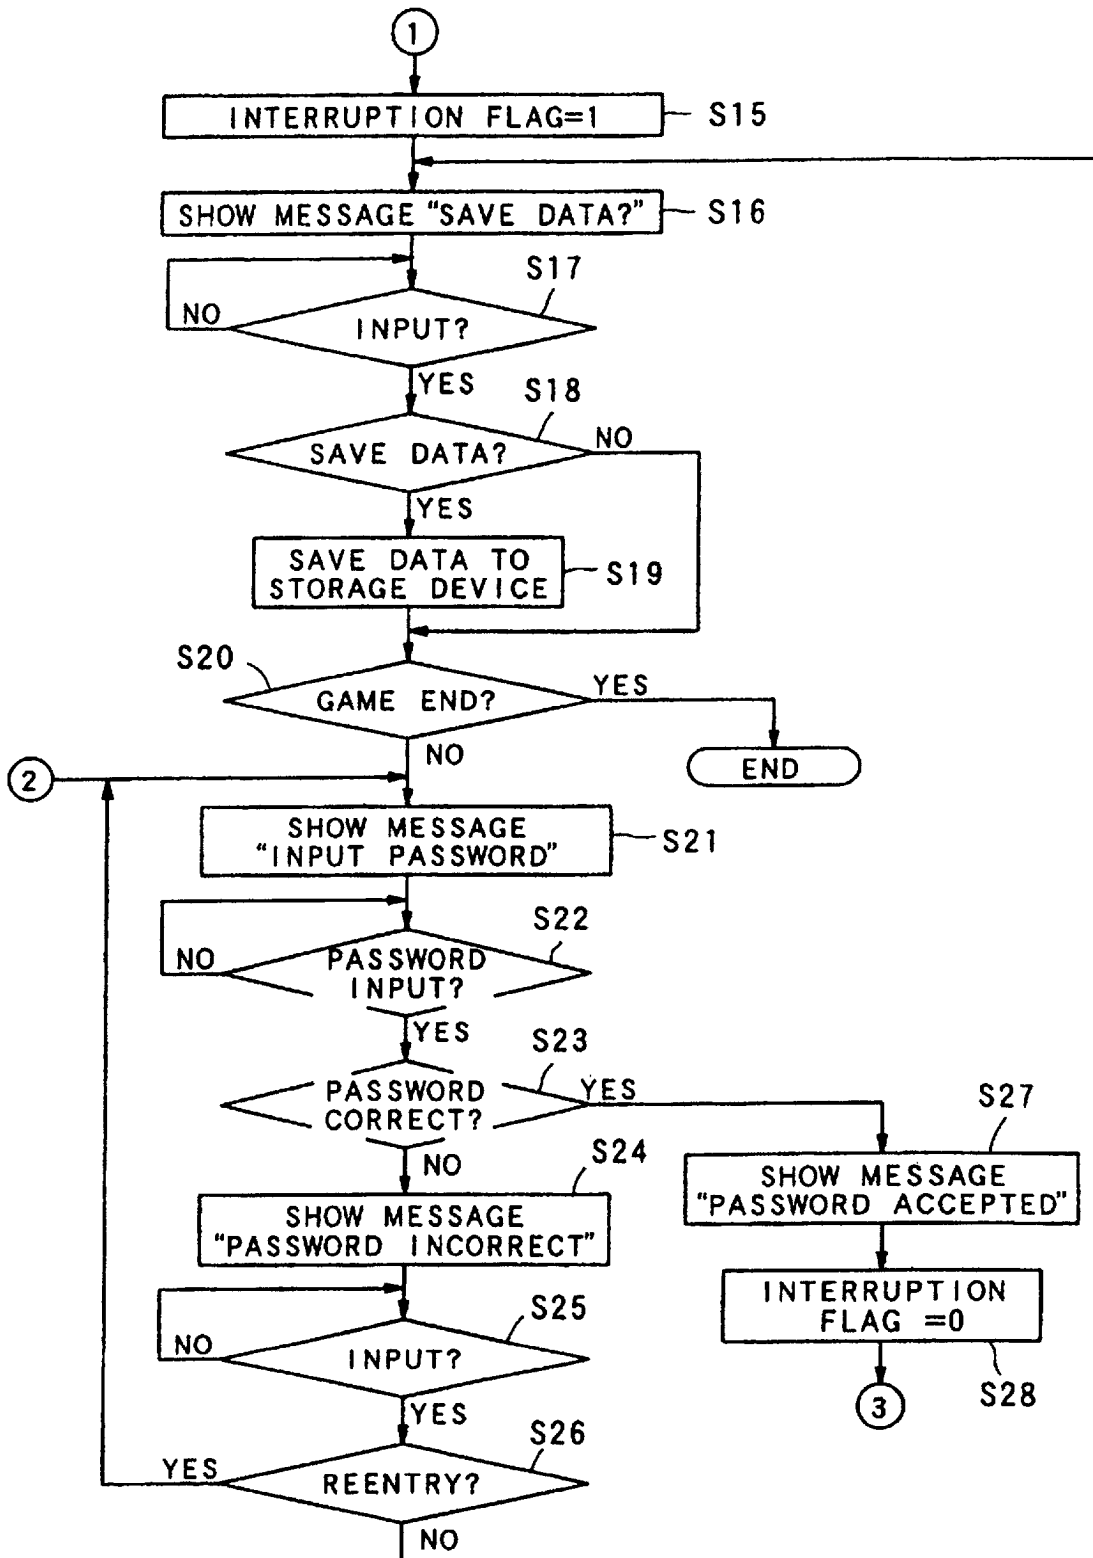 1
INTERRUPTION FLAG=1
S15
SHOW MESSAGE "SAVE DATA?"
S16
S17
NO
INPUT?
YES
S18
SAVE DATA?
NO
YES
SAVE DATA TO
STORAGE DEVICE
S19
S20
GAME END?
YES
NO
END
2
SHOW MESSAGE
"INPUT PASSWORD"
S21
S22
NO
PASSWORD
INPUT?
YES
S23
PASSWORD
CORRECT?
YES
NO
S24
SHOW MESSAGE
"PASSWORD INCORRECT"
S27
SHOW MESSAGE
"PASSWORD ACCEPTED"
INTERRUPTION
FLAG =0
S28
3
S25
NO
INPUT?
YES
S26
YES
REENTRY?
NO